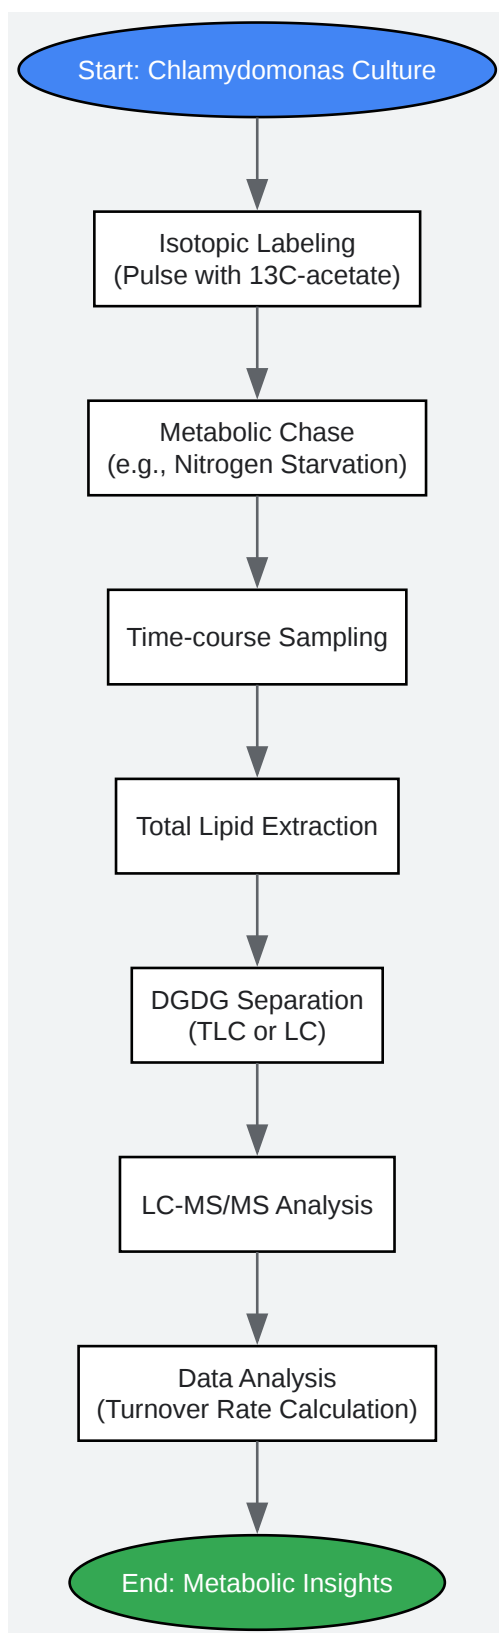 Start: Chlamydomonas Culture
Isotopic Labeling
(Pulse with 13C-acetate)
Metabolic Chase
(e.g., Nitrogen Starvation)
Time-course Sampling
Total Lipid Extraction
DGDG Separation
(TLC or LC)
LC-MS/MS Analysis
Data Analysis
(Turnover Rate Calculation)
End: Metabolic Insights